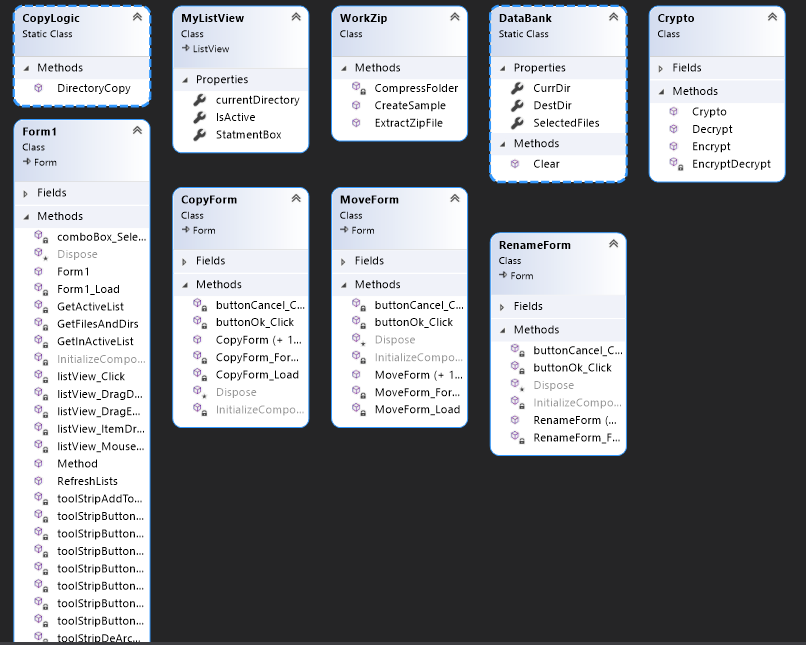 CopyLogic
Static Class
Methods
DirectoryCopy
MyListView
Class
ListView
Properties
currentDirectory
IsActive
StatmentBox
WorkZip
Class
Methods
CompressFolder
CreateSample
ExtractZipFile
DataBank
Static Class
Properties
CurrDir
DestDir
SelectedFiles
Methods
Clear
Crypto
Class
Fields
Methods
Crypto
Decrypt
Encrypt
EncryptDecrypt
Form1
Class
Form
Fields
Methods
comboBox_Sele...
Dispose
Form1
Form1_Load
GetActiveList
GetFilesAndDirs
GetInActiveList
InitializeCompo...
listView_Click
listView_DragD...
listView_DragE...
listView_ItemDr...
listView_Mouse...
Method
RefreshLists
toolStripAddTo...
toolStripButton...
toolStripButton...
toolStripButton...
toolStripButton...
toolStripButton...
toolStripButton...
toolStripButton...
toolStripDeArc...
CopyForm
Class
Form
Fields
Methods
buttonCancel_C...
buttonOk_Click
CopyForm (+ 1...
CopyForm_For...
CopyForm_Load
Dispose
InitializeCompo...
MoveForm
Class
Form
Fields
Methods
buttonCancel_C...
buttonOk_Click
Dispose
InitializeCompo...
MoveForm (+ 1...
MoveForm_For...
MoveForm_Load
RenameForm
Class
Form
Fields
Methods
buttonCancel_C...
buttonOk_Click
Dispose
InitializeCompo...
RenameForm (...
RenameForm_F...